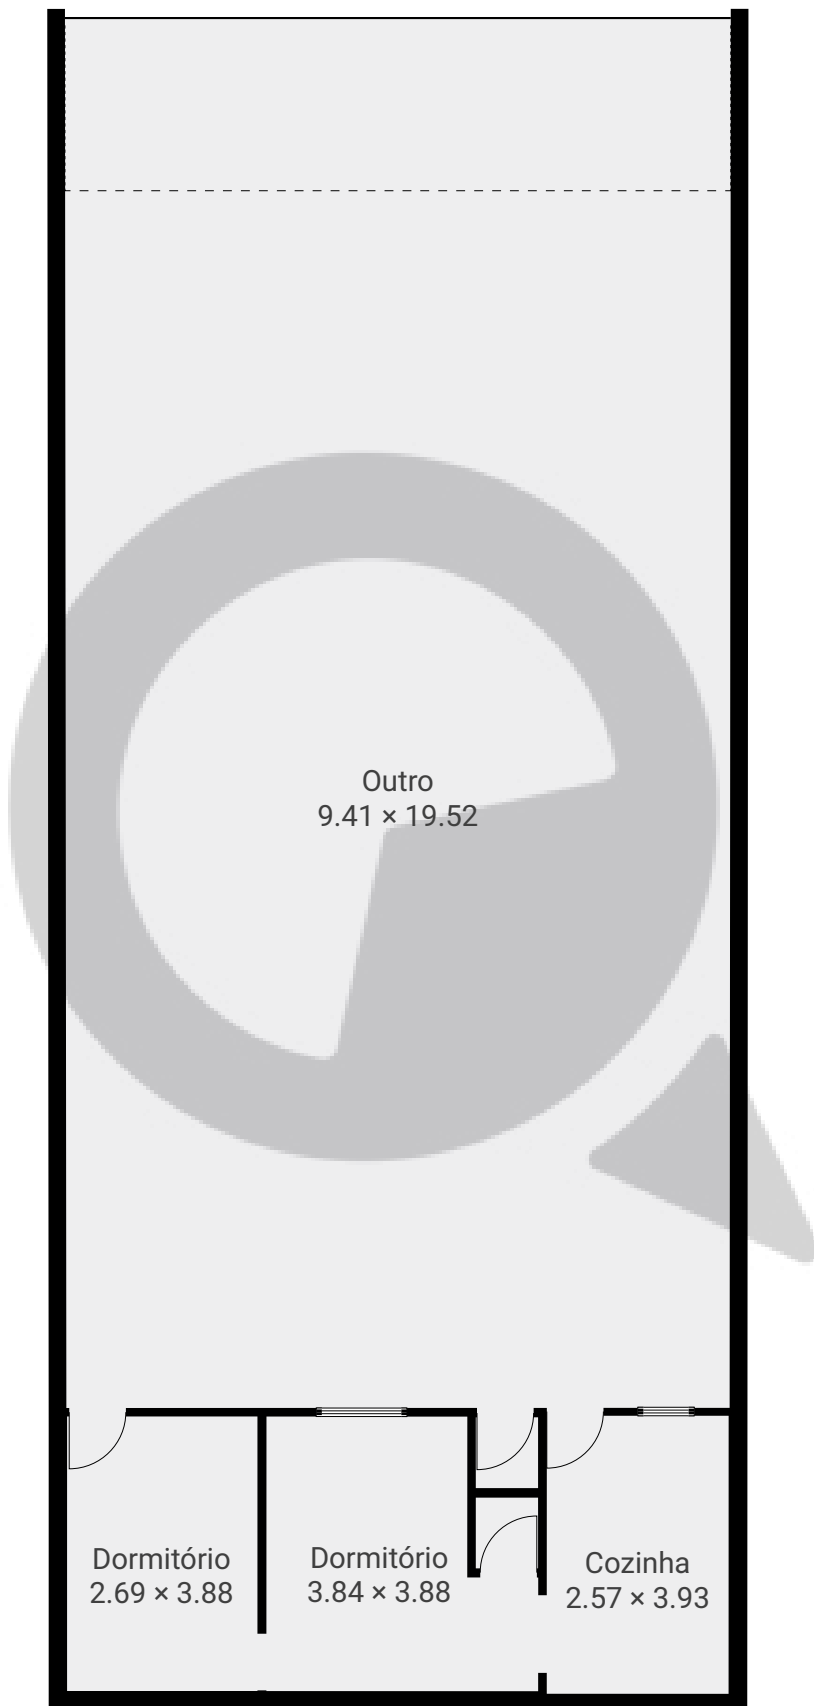 Outro
9.41 × 19.52
Dormitório
2.69 × 3.88
Dormitório
3.84 × 3.88
Cozinha
2.57 × 3.93